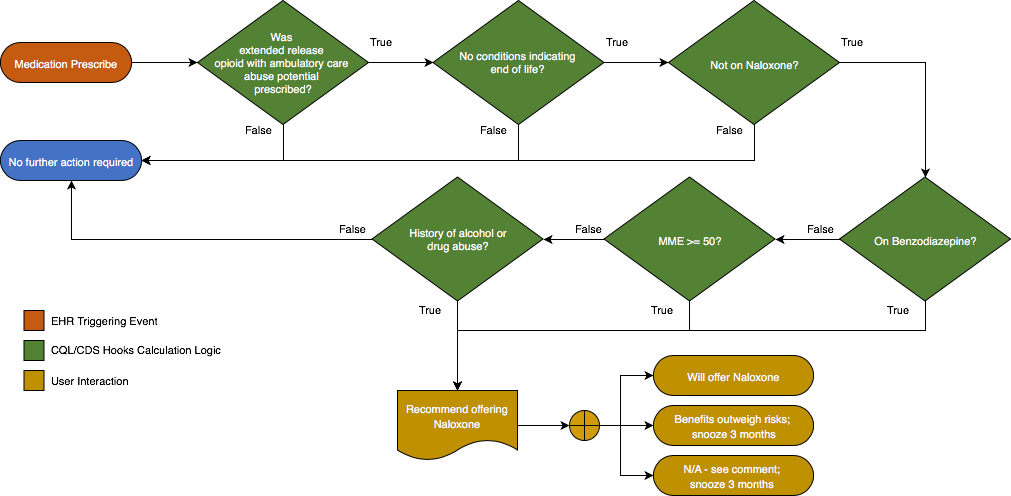 Medication Prescribe
Was
extended release
opioid with ambulatory care
abuse potential
prescribed?
True
No conditions indicating
end of life?
True
Not on Naloxone?
True
False
False
False
No further action required
On Benzodiazepine?
False
MME >= 50?
False
History of alcohol or
drug abuse?
False
True
True
True
EHR Triggering Event
CQL/CDS Hooks Calculation Logic
User Interaction
Recommend offering
Naloxone
Will offer Naloxone
Benefits outweigh risks;
snooze 3 months
N/A - see comment;
snooze 3 months